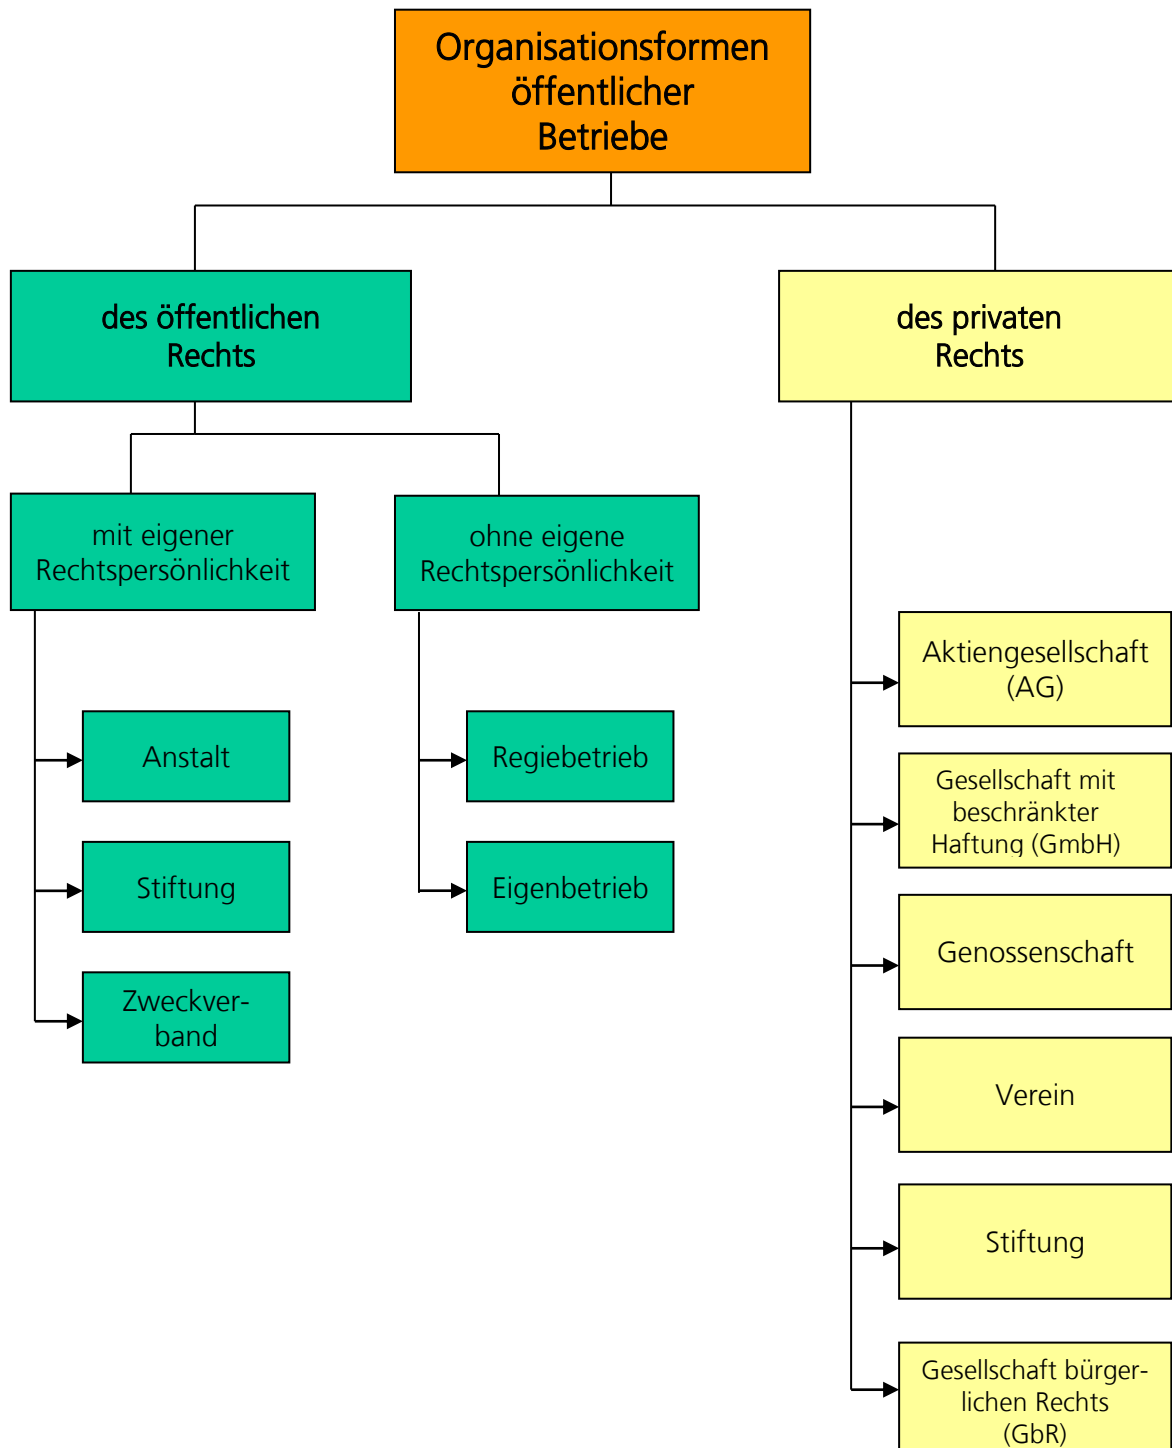 Organisationsformen
öffentlicher
Betriebe
des öffentlichen
Rechts
des privaten
Rechts
mit eigener
Rechtspersönlichkeit
ohne eigene
Rechtspersönlichkeit
Anstalt
Stiftung
Zweckver-
band
Regiebetrieb
Eigenbetrieb
Aktiengesellschaft
(AG)
Gesellschaft mit
beschränkter
Haftung (GmbH)
Genossenschaft
Verein
Stiftung
Gesellschaft bürger-
lichen Rechts
(GbR)